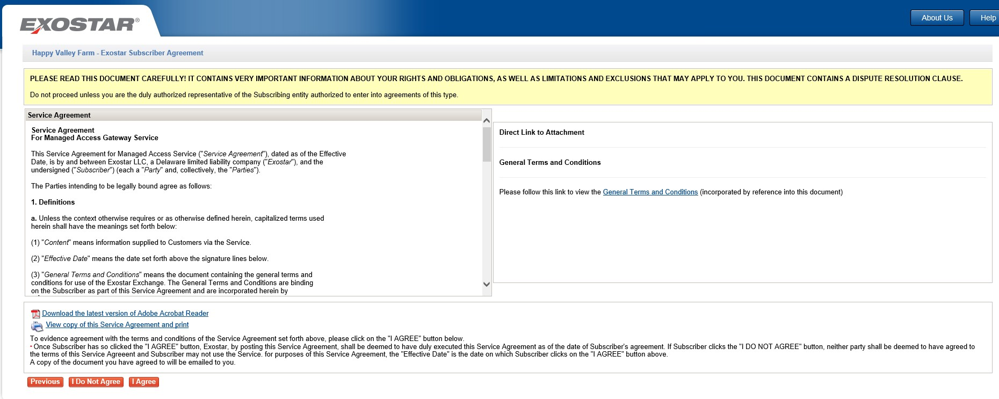 EXOSTAR®
About Us
Help
Happy Valley Farm - Exostar Subscriber Agreement
PLEASE READ THIS DOCUMENT CAREFULLY! IT CONTAINS VERY IMPORTANT INFORMATION ABOUT YOUR RIGHTS AND OBLIGATIONS, AS WELL AS LIMITATIONS AND EXCLUSIONS THAT MAY APPLY TO YOU. THIS DOCUMENT CONTAINS A DISPUTE RESOLUTION CLAUSE.
Do not proceed unless you are the duly authorized representative of the Subscribing entity authorized to enter into agreements of this type.
Service Agreement
Service Agreement
For Managed Access Gateway Service
This Service Agreement for Managed Access Service ("Service Agreement"), dated as of the Effective
Date, is by and between Exostar LLC, a Delaware limited liability company ("Exostar"), and the
undersigned ("Subscriber") (each a "Party" and, collectively, the "Parties").
The Parties intending to be legally bound agree as follows:
1. Definitions
a. Unless the context otherwise requires or as otherwise defined herein, capitalized terms used
herein shall have the meanings set forth below:
(1) "Content" means information supplied to Customers via the Service.
(2) "Effective Date" means the date set forth above the signature lines below.
(3) "General Terms and Conditions" means the document containing the general terms and
conditions for use of the Exostar Exchange. The General Terms and Conditions are binding
on the Subscriber as part of this Service Agreement and are incorporated herein by
Direct Link to Attachment
General Terms and Conditions
Please follow this link to view the General Terms and Conditions (incorporated by reference into this document)
Download the latest version of Adobe Acrobat Reader
View copy of this Service Agreement and print
To evidence agreement with the terms and conditions of the Service Agreement set forth above, please click on the "I AGREE" button below.
- Once Subscriber has so clicked the "I AGREE" button, Exostar, by posting this Service Agreement, shall be deemed to have duly executed this Service Agreement as of the date of Subscriber's agreement. If Subscriber clicks the "I DO NOT AGREE" button, neither party shall be deemed to have agreed to
the terms of this Service Agreeent and Subscriber may not use the Service. for purposes of this Service Agreement, the "Effective Date" is the date on which Subscriber clicks on the "I AGREE" button above.
A copy of the document you have agreed to will be emailed to you.
Previous
I Do Not Agree
I Agree